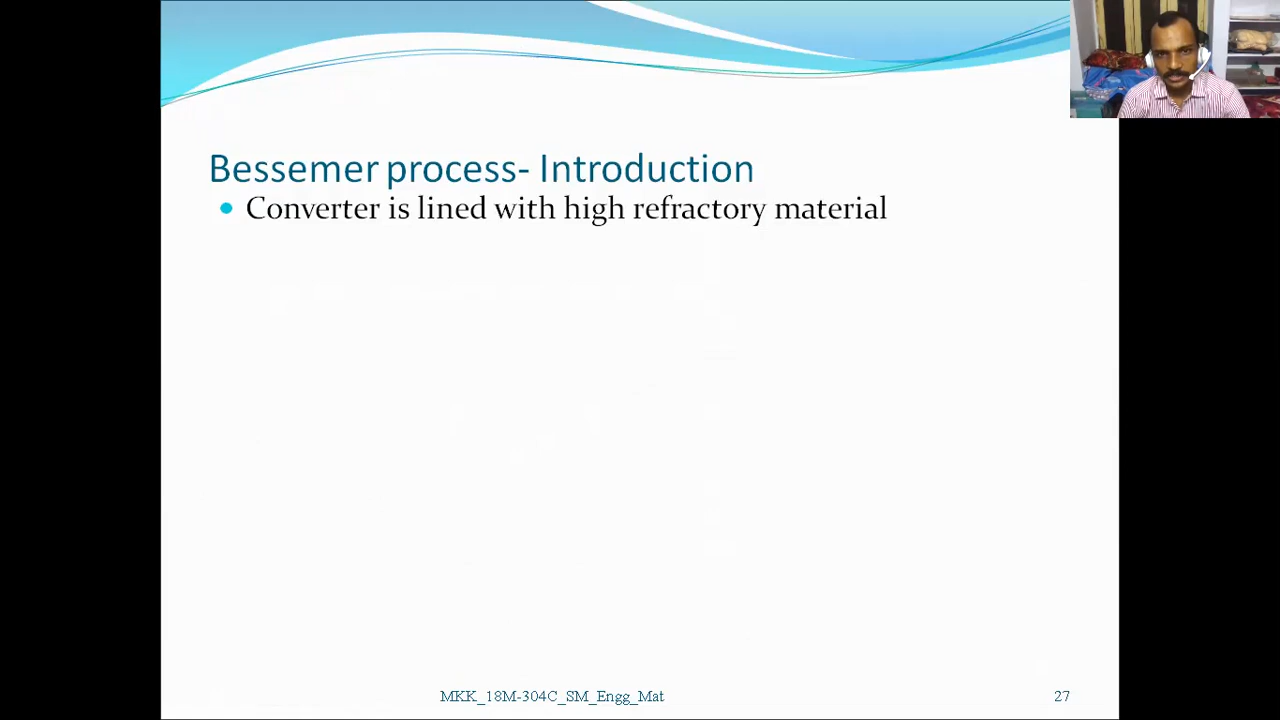 Bessemer process- Introduction
Converter is lined with high refractory material
MKK_18M-304C_SM_Engg_Mat
27